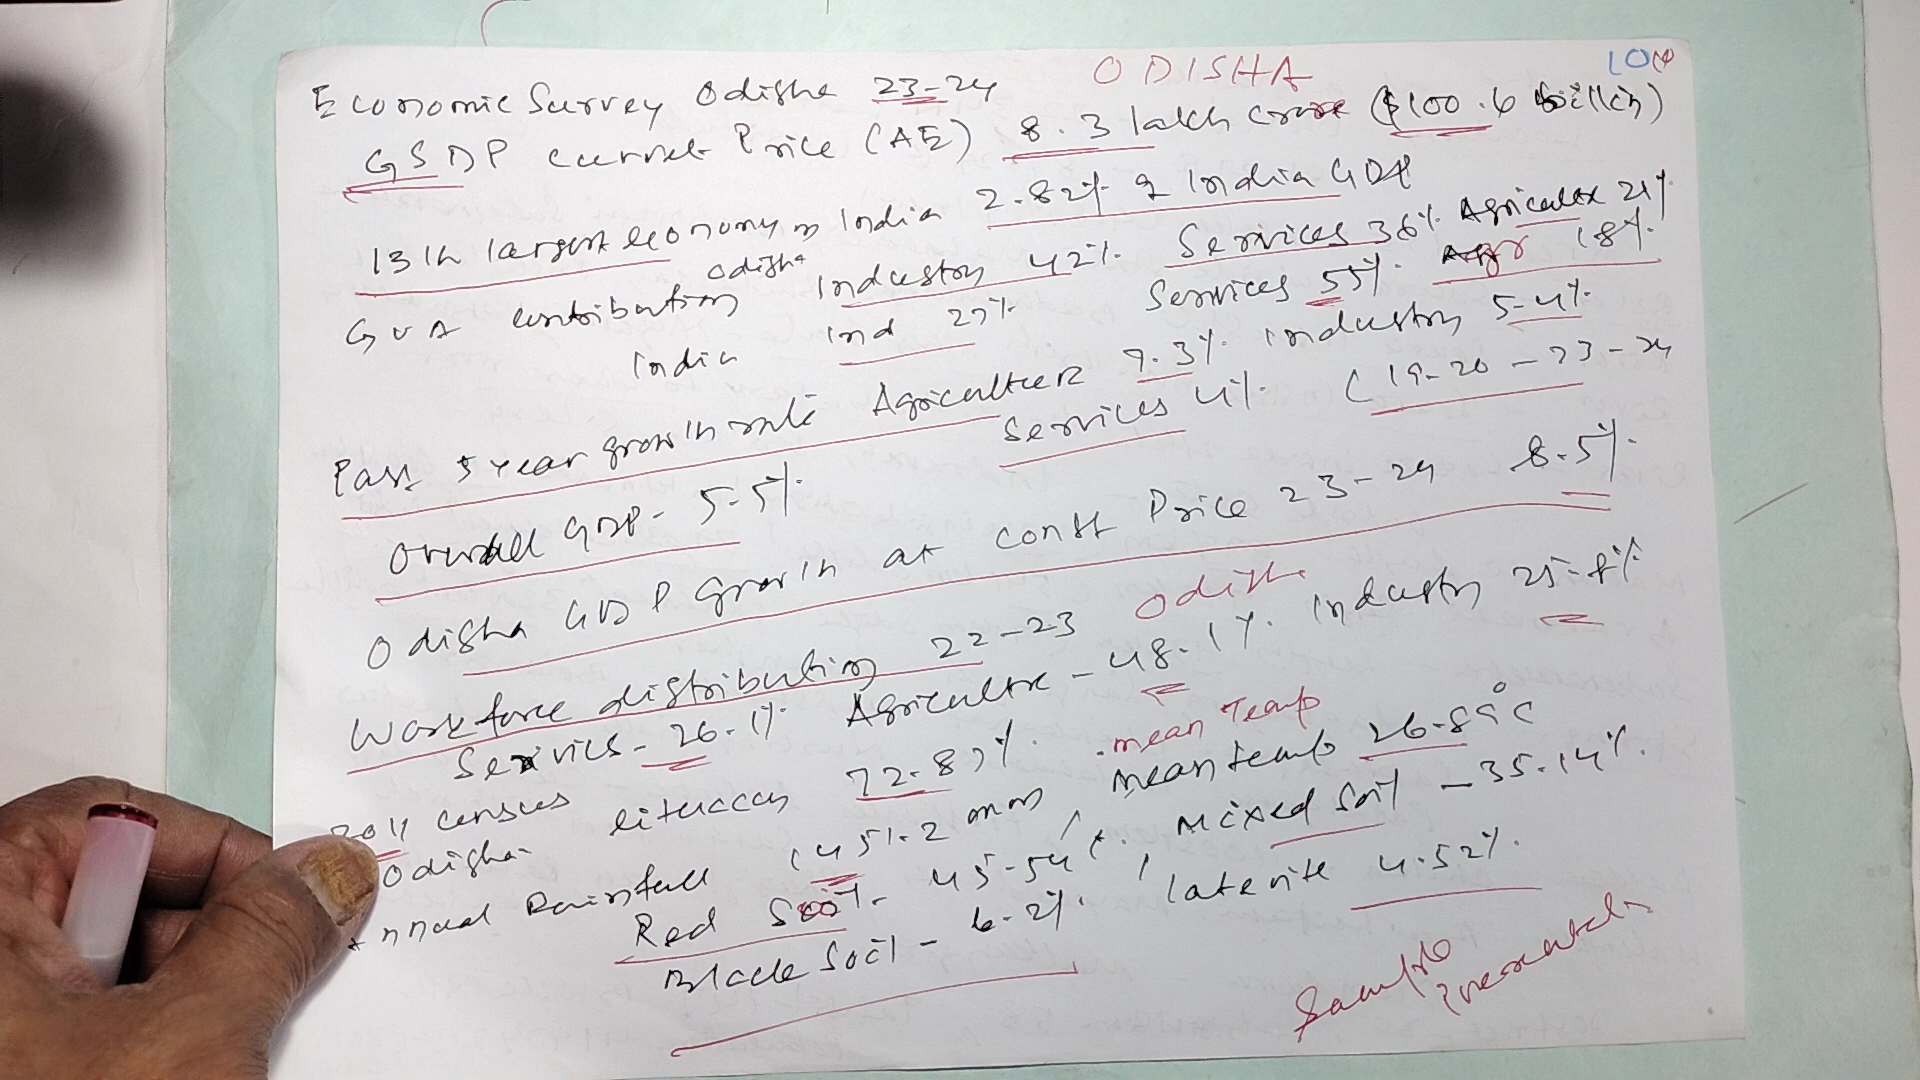 ODISHA
10
Economic Survey Odisha 23-24
GSDP current Price (AE) 8.3 lakh crore ($100.6 billion)
13th largest economy in India 2.82% of India GDP
GVA contribution Odisha Industry 42% Services 36% Agriculture 21%
India Ind 27% Services 55% Agr 18%
Past 5 year growth rate Agriculture 7.3% industry 5.4%
Services 4% (19-20 - 23-24
Overall GDP - 5.5%
Odisha GDP Growth at const Price 23-24 8.5%
Workforce distribution 22-23 Odisha
Services - 26.1% Agriculture - 48.1% Industry 25.8%
2011 census
Odisha literacy 72.87% mean Temp
Annual Rainfall 1451.2 mm, mean temp 26.89°C
Red Soil - 45.54%, Mixed Soil - 35.14%
Black Soil - 6.2%, laterite 4.52%
Sample